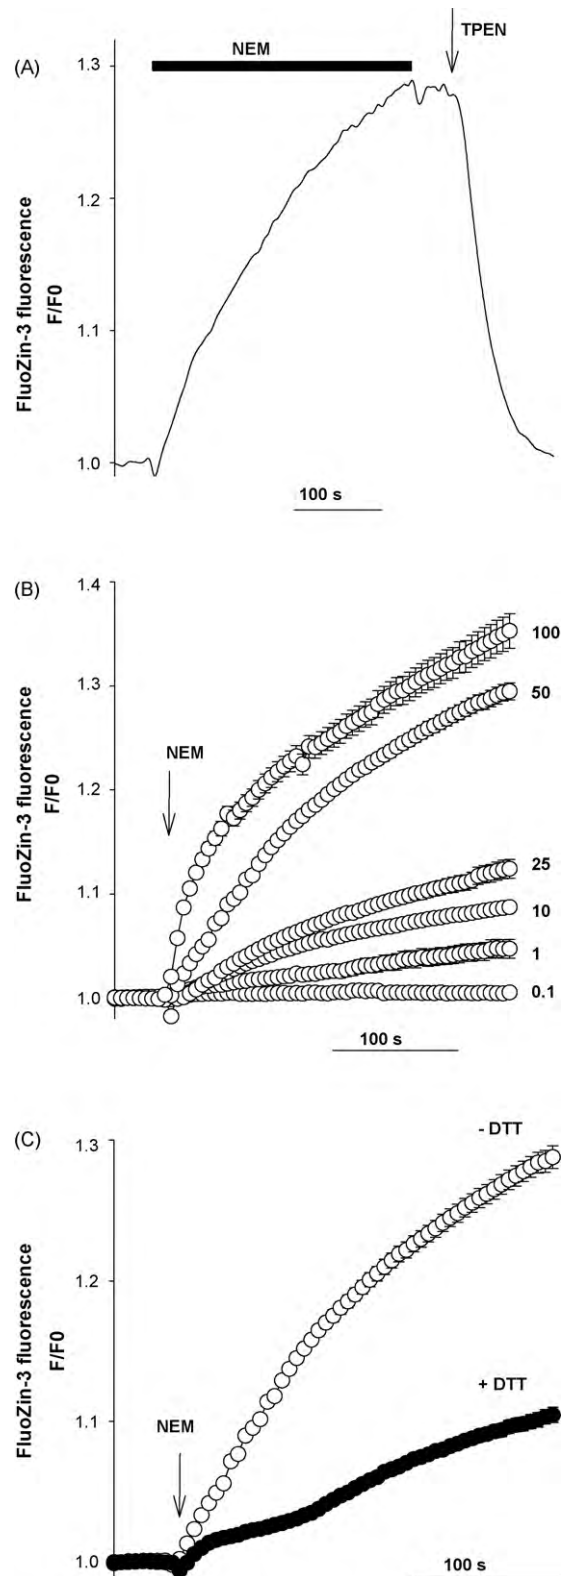 TPEN
(A)
NEM
1.3
1.2
1.1
1.0
FluoZin-3 fluorescence
F/F0
100 s
(B)
1.4
1.3
1.2
1.1
1.0
FluoZin-3 fluorescence
F/F0
NEM
100
50
25
10
1
0.1
100 s
(C)
- DTT
1.3
1.2
1.1
1.0
FluoZin-3 fluorescence
F/F0
+ DTT
NEM
100 s